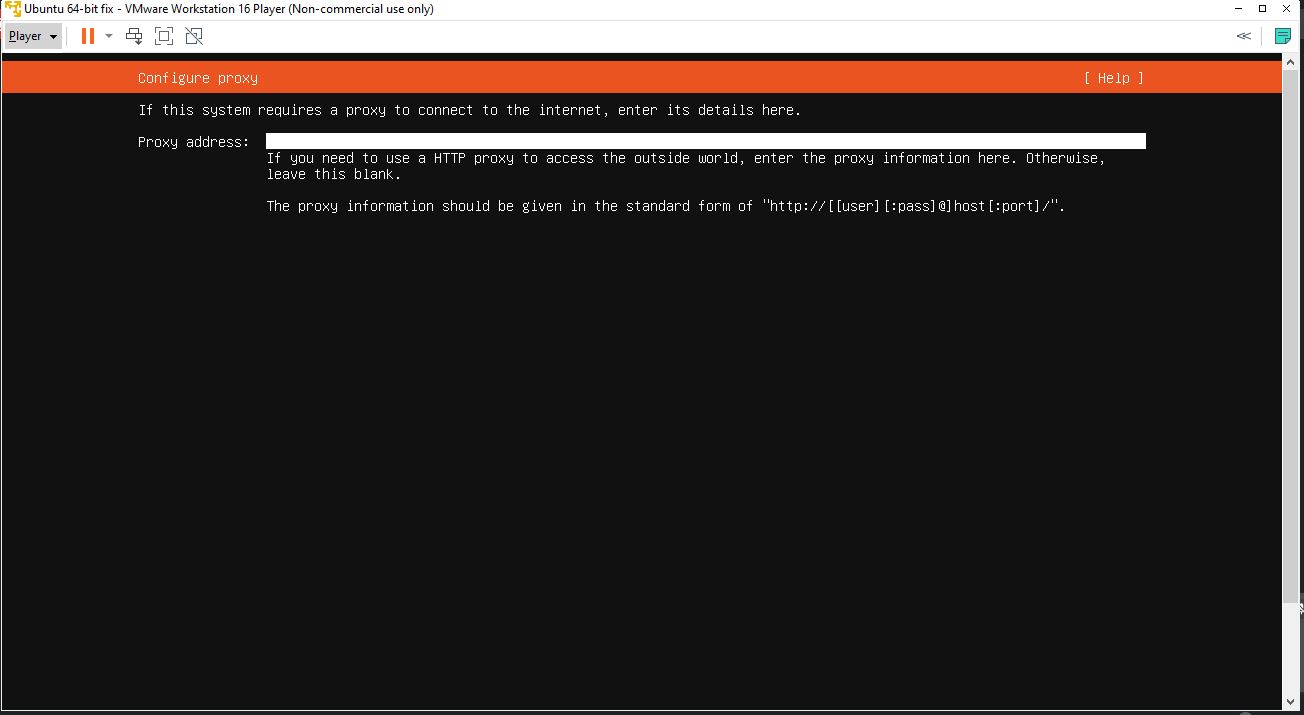 Ubuntu 64-bit fix - VMware Workstation 16 Player (Non-commercial use only)
Player
Configure proxy [ Help ]
If this system requires a proxy to connect to the internet, enter its details here.
Proxy address:
If you need to use a HTTP proxy to access the outside world, enter the proxy information here. Otherwise,
leave this blank.
The proxy information should be given in the standard form of "http://[[user][:pass]@]host[:port]/".